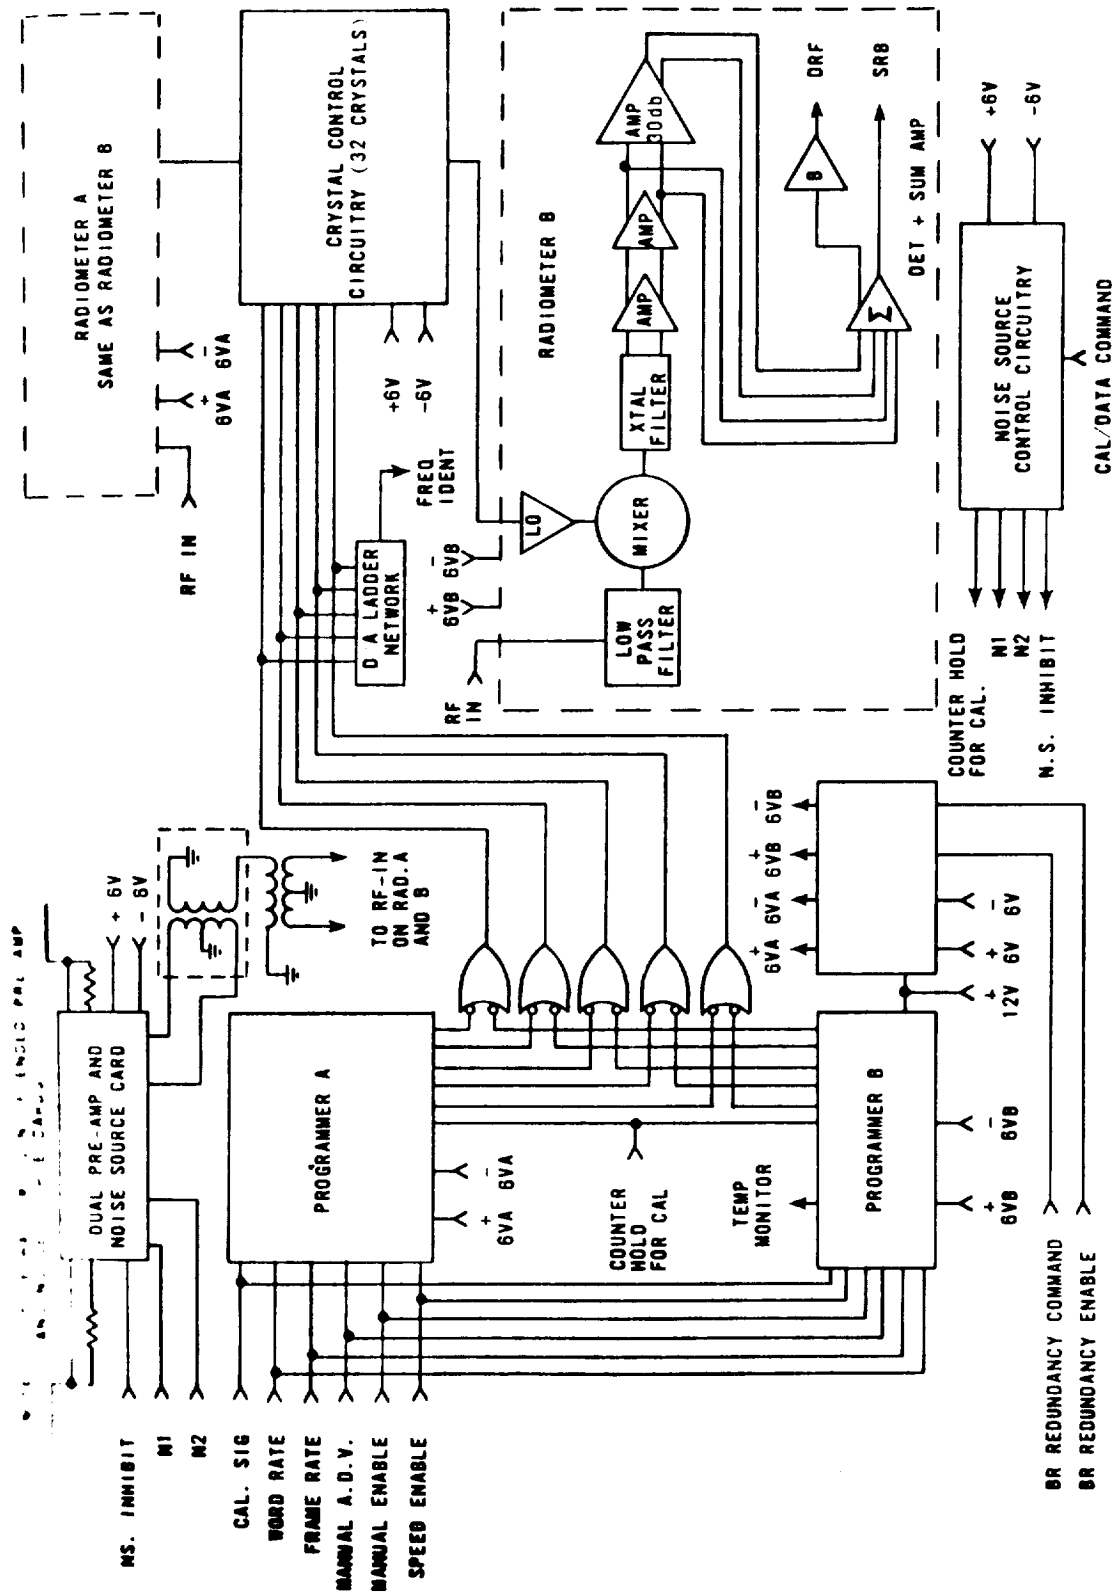 DUAL PRE-AMP AND
NOISE SOURCE CARD
+ 6V
- 6V
NS. INHIBIT
N1
N2
TO RF-IN
ON RAD.A
AND B
CAL. SIG
WORD RATE
FRAME RATE
MANUAL A.D.V.
MANUAL ENABLE
SPEED ENABLE
PROGRAMMER A
+
6VA
-
6VA
COUNTER
HOLD
FOR CAL
TEMP
MONITOR
PROGRAMMER B
+
6VB
-
6VB
+
12V
+
6V
-
6V
+
6VA
-
6VA
+
6VB
-
6VB
BR REDUNDANCY COMMAND
BR REDUNDANCY ENABLE
RADIOMETER A
SAME AS RADIOMETER B
RF IN
+
6VA
-
6VA
CRYSTAL CONTROL
CIRCUITRY (32 CRYSTALS)
+6V
-6V
D/A LADDER
NETWORK
FREQ
IDENT
+
6VB
-
6VB
RADIOMETER B
RF
IN
LOW
PASS
FILTER
MIXER
LO
XTAL
FILTER
AMP
AMP
AMP
30db
B
DRF
Σ
SRB
DET + SUM AMP
COUNTER HOLD
FOR CAL.
N1
N2
N.S. INHIBIT
NOISE SOURCE
CONTROL CIRCUITRY
+6V
-6V
CAL/DATA COMMAND